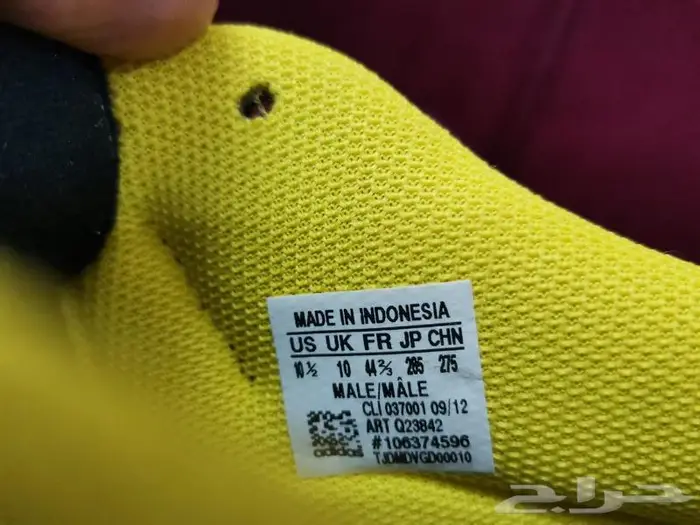 MADE IN INDONESIA
US UK FR JP CHN
10½ 10 44⅔ 285 275
MALE/MÂLE
CLI 037001 09/12
ART Q23842
#106374596
adidas TJDMDVGD00010
حراج